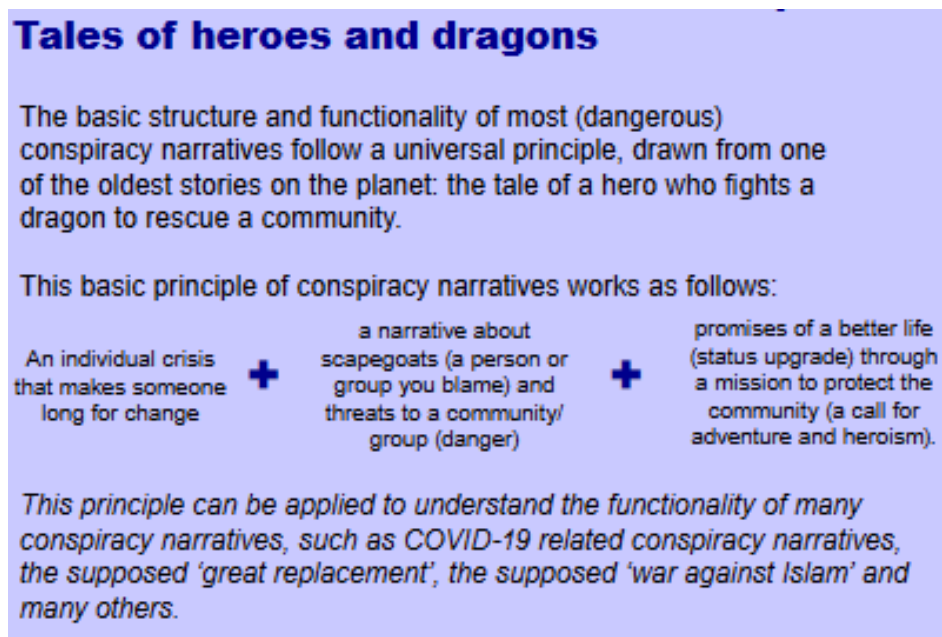 Tales of heroes and dragons
The basic structure and functionality of most (dangerous)
conspiracy narratives follow a universal principle, drawn from one
of the oldest stories on the planet: the tale of a hero who fights a
dragon to rescue a community.
This basic principle of conspiracy narratives works as follows:
An individual crisis
that makes someone
long for change
+
a narrative about
scapegoats (a person or
group you blame) and
threats to a community/
group (danger)
+
promises of a better life
(status upgrade) through
a mission to protect the
community (a call for
adventure and heroism).
This principle can be applied to understand the functionality of many
conspiracy narratives, such as COVID-19 related conspiracy narratives,
the supposed ‘great replacement’, the supposed ‘war against Islam’ and
many others.